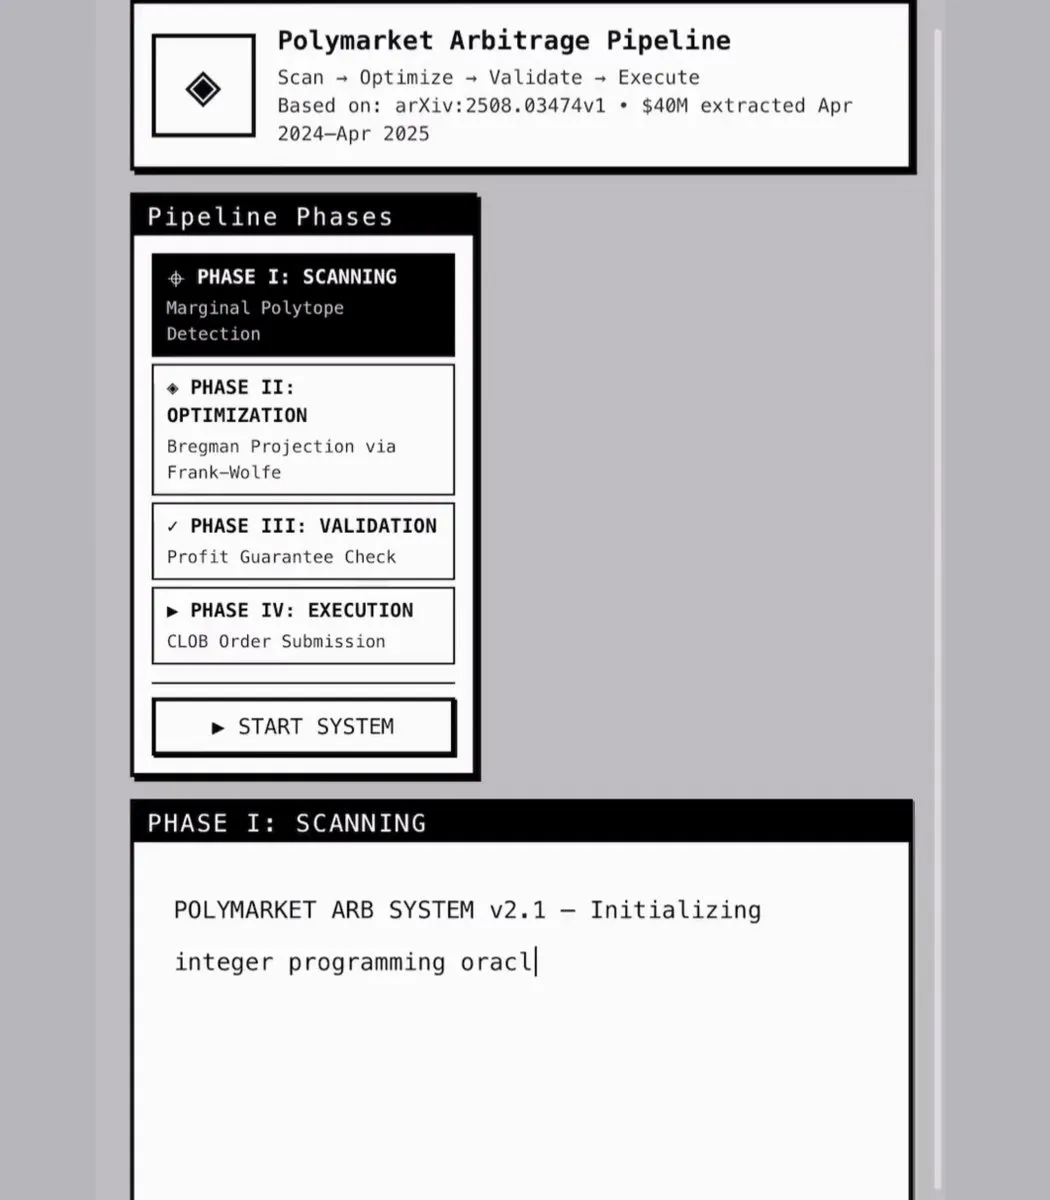 Polymarket Arbitrage Pipeline
Scan → Optimize → Validate → Execute
Based on: arXiv:2508.03474v1 • $40M extracted Apr
2024–Apr 2025
Pipeline Phases
⌖ PHASE I: SCANNING
Marginal Polytope
Detection
◈ PHASE II:
OPTIMIZATION
Bregman Projection via
Frank–Wolfe
✓ PHASE III: VALIDATION
Profit Guarantee Check
▶ PHASE IV: EXECUTION
CLOB Order Submission
▶ START SYSTEM
PHASE I: SCANNING
POLYMARKET ARB SYSTEM v2.1 — Initializing
integer programming oracl